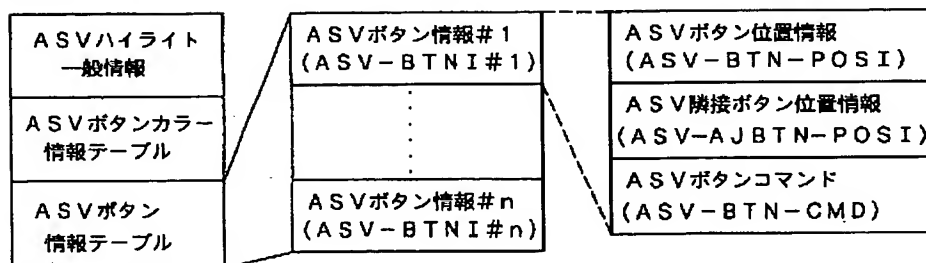 ASVハイライト
一般情報
ASVボタンカラー
情報テーブル
ASVボタン
情報テーブル
ASVボタン情報#1
(ASV-BTNI#1)
ASVボタン情報#n
(ASV-BTNI#n)
ASVボタン位置情報
(ASV-BTN-POSI)
ASV隣接ボタン位置情報
(ASV-AJBTN-POSI)
ASVボタンコマンド
(ASV-BTN-CMD)